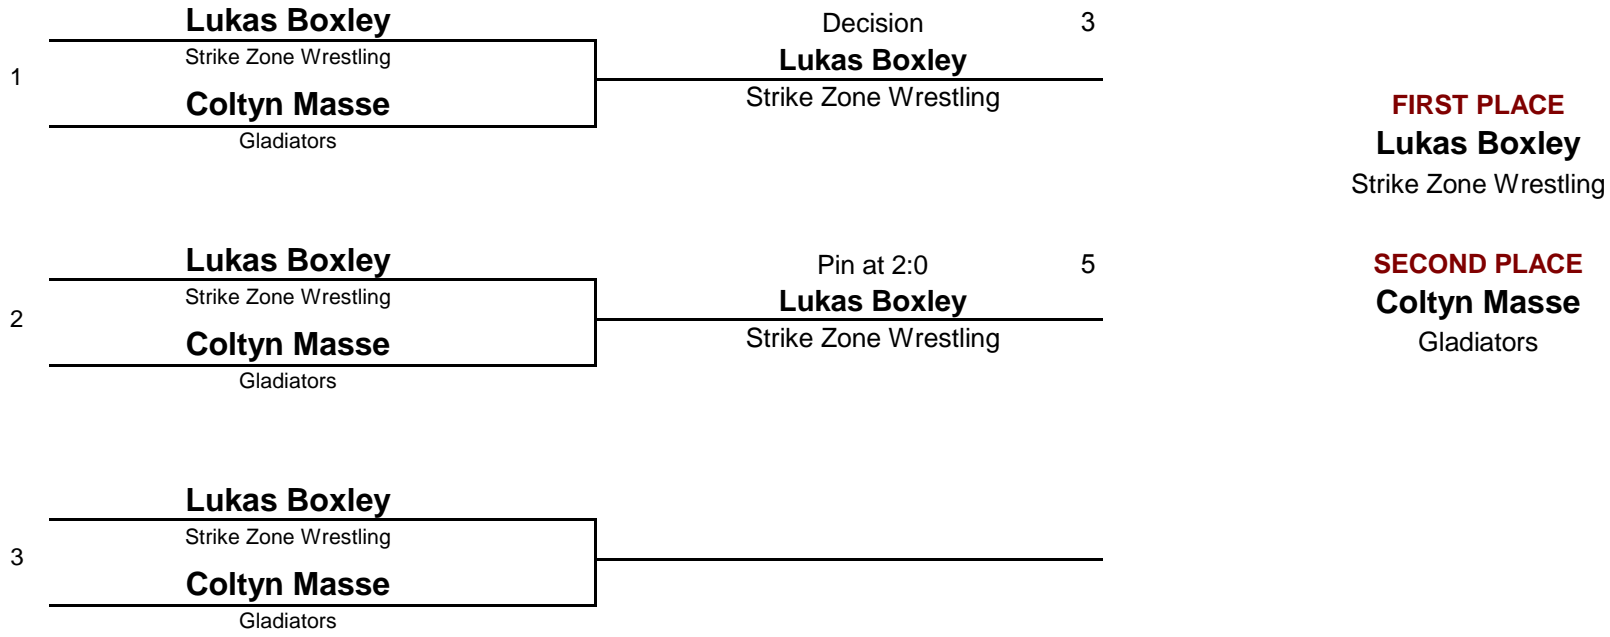 Lukas Boxley
Strike Zone Wrestling
1
Coltyn Masse
Gladiators
Decision 3
Lukas Boxley
Strike Zone Wrestling
FIRST PLACE
Lukas Boxley
Strike Zone Wrestling
Lukas Boxley
Strike Zone Wrestling
2
Coltyn Masse
Gladiators
Pin at 2:0 5
Lukas Boxley
Strike Zone Wrestling
SECOND PLACE
Coltyn Masse
Gladiators
Lukas Boxley
Strike Zone Wrestling
3
Coltyn Masse
Gladiators